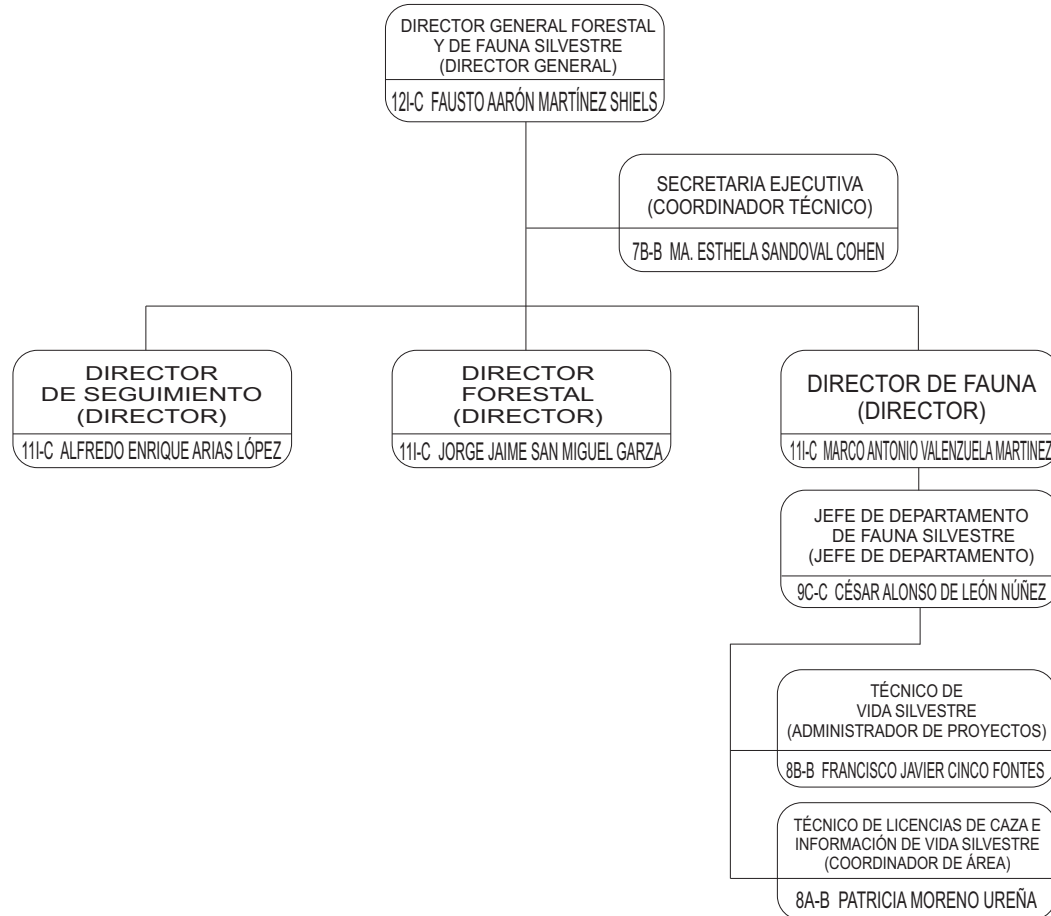 DIRECTOR GENERAL FORESTAL
Y DE FAUNA SILVESTRE
(DIRECTOR GENERAL)
12I-C FAUSTO AARÓN MARTÍNEZ SHIELS
SECRETARIA EJECUTIVA
(COORDINADOR TÉCNICO)
7B-B MA. ESTHELA SANDOVAL COHEN
DIRECTOR
DE SEGUIMIENTO
(DIRECTOR)
11I-C ALFREDO ENRIQUE ARIAS LÓPEZ
DIRECTOR
FORESTAL
(DIRECTOR)
11I-C JORGE JAIME SAN MIGUEL GARZA
DIRECTOR DE FAUNA
(DIRECTOR)
11I-C MARCO ANTONIO VALENZUELA MARTINEZ
JEFE DE DEPARTAMENTO
DE FAUNA SILVESTRE
(JEFE DE DEPARTAMENTO)
9C-C CÉSAR ALONSO DE LEÓN NÚÑEZ
TÉCNICO DE
VIDA SILVESTRE
(ADMINISTRADOR DE PROYECTOS)
8B-B FRANCISCO JAVIER CINCO FONTES
TÉCNICO DE LICENCIAS DE CAZA E
INFORMACIÓN DE VIDA SILVESTRE
(COORDINADOR DE ÁREA)
8A-B PATRICIA MORENO UREÑA